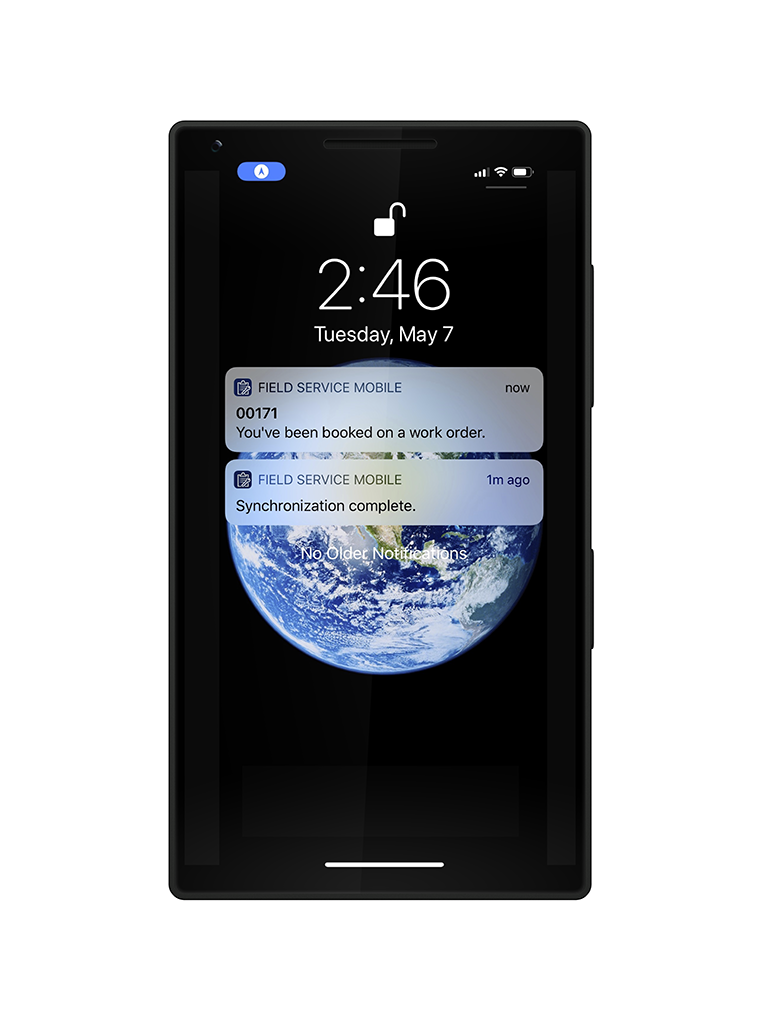 2:46
Tuesday, May 7
FIELD SERVICE MOBILE now
00171
You've been booked on a work order.
FIELD SERVICE MOBILE 1m ago
Synchronization complete.
No Older Notifications